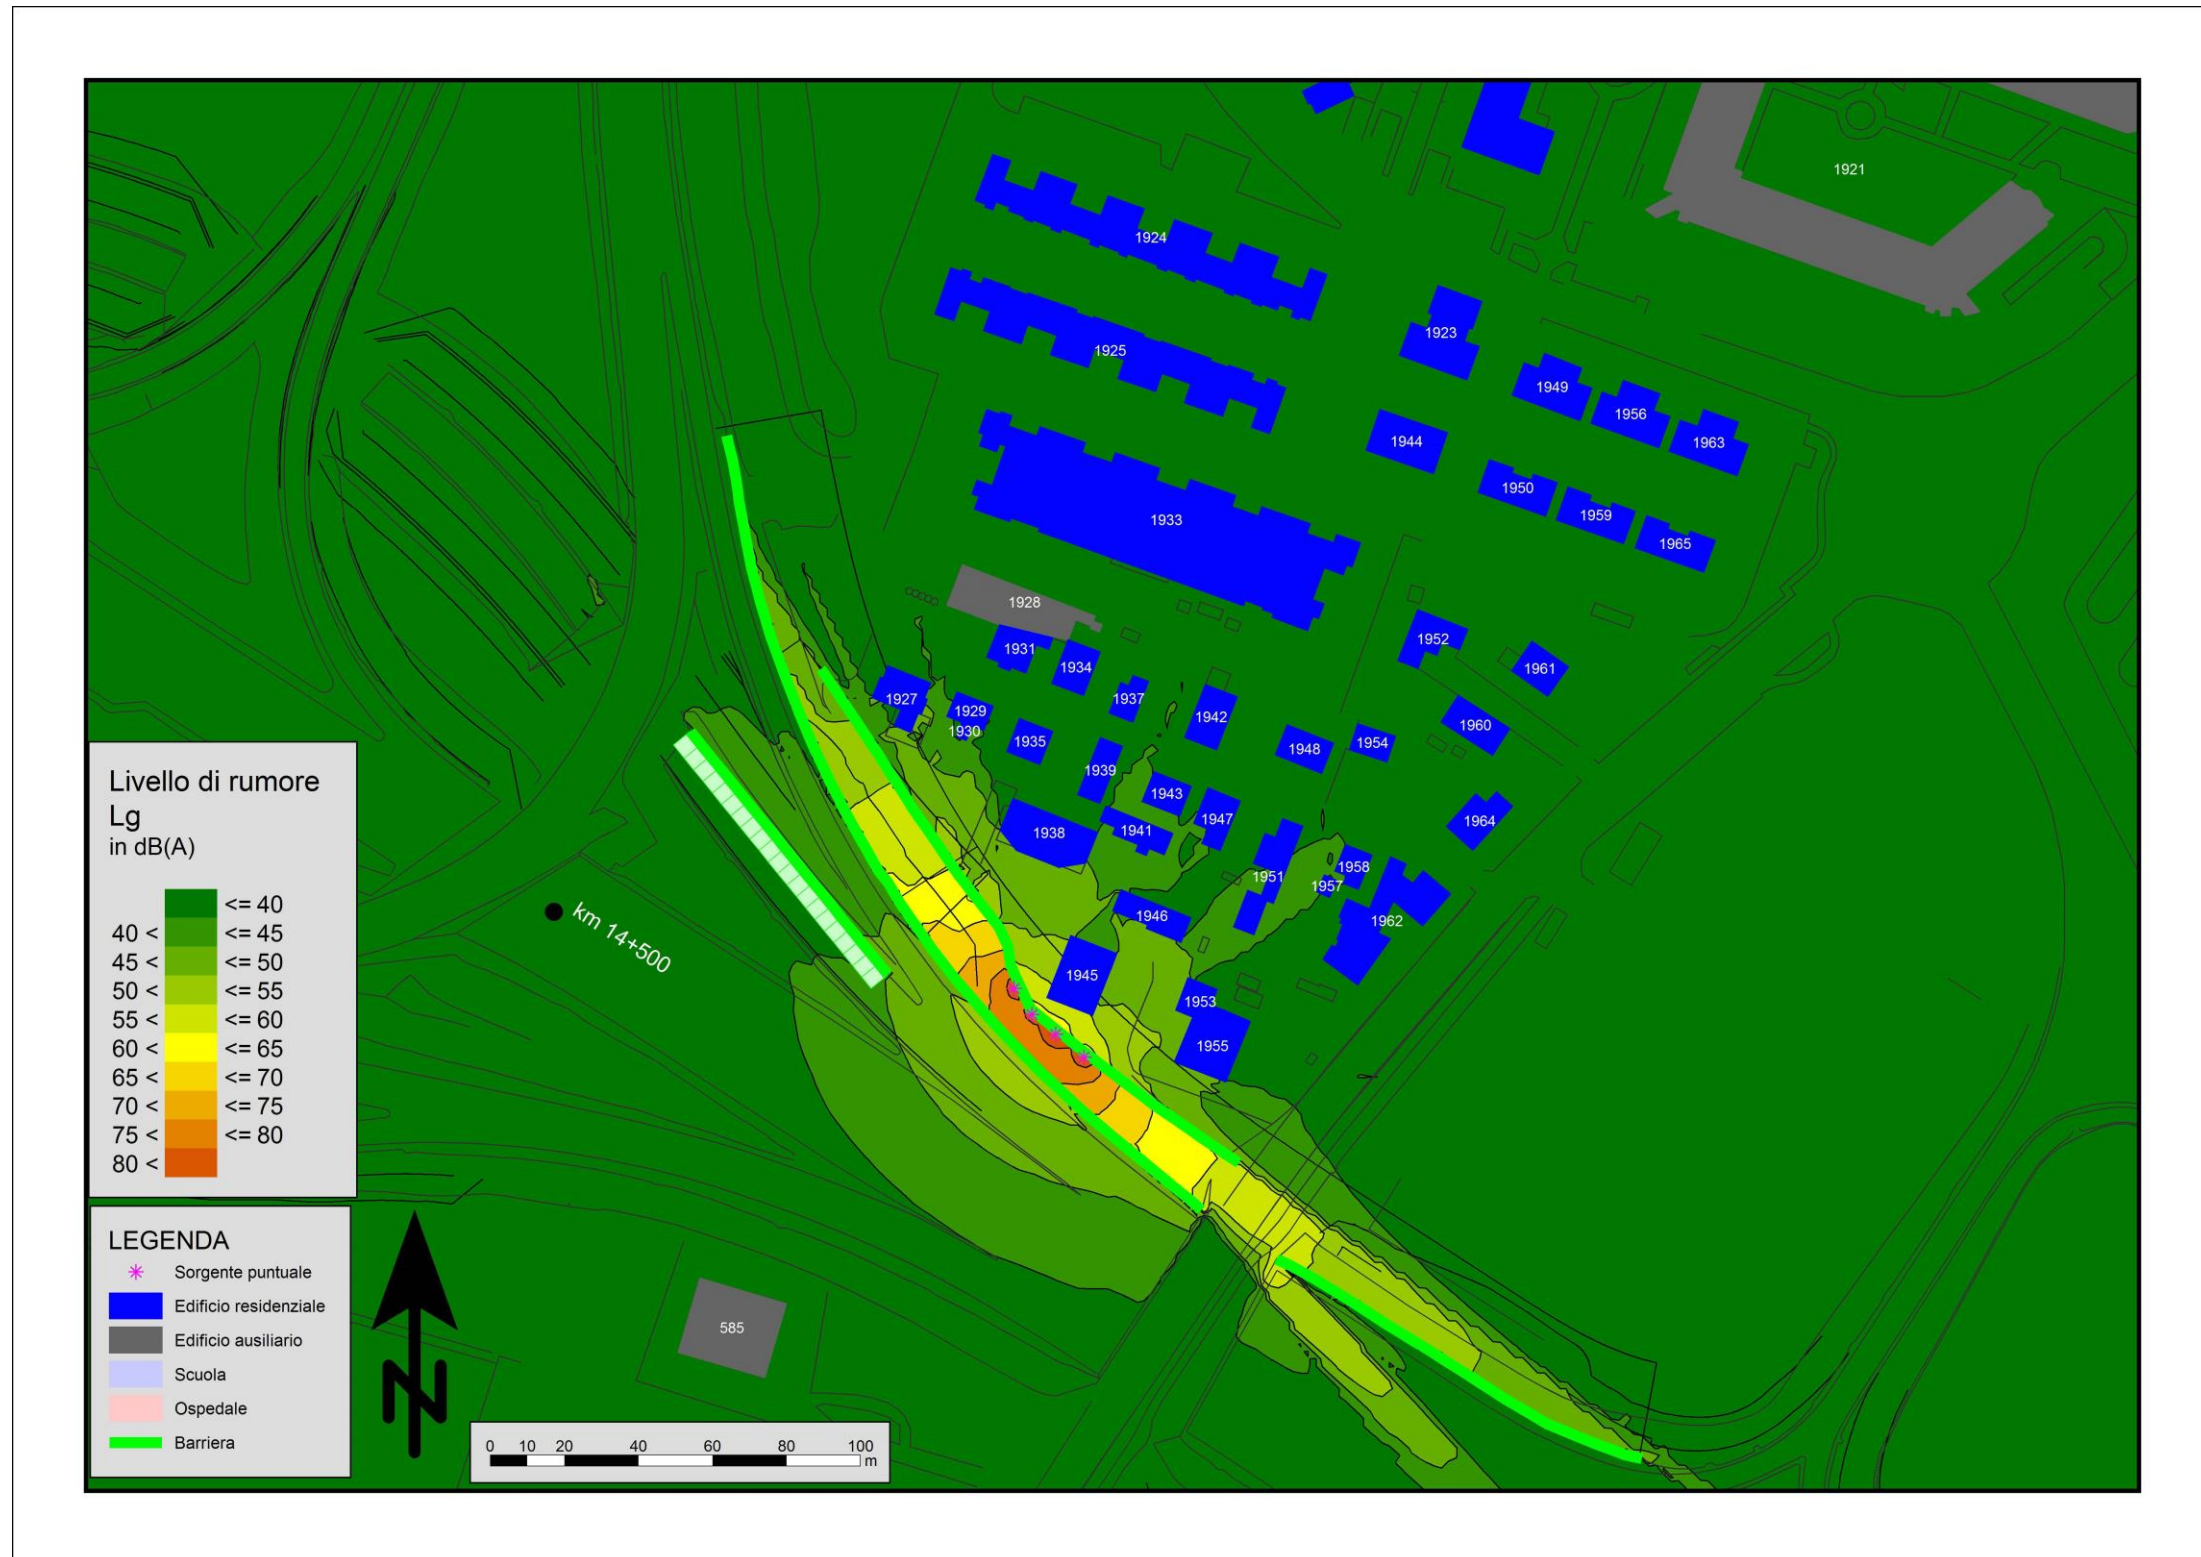 1921
1924
1923
1925
1949
1956
1963
1944
1950
1959
1965
1933
1928
1952
1931
1961
1934
1927
1937
1929
1942
1960
1930
1935
1948
1954
1939
1943
1947
1964
1941
1938
1958
1951
1957
1946
1962
km 14+500
1945
1953
1955
585
Livello di rumore
Lg
in dB(A)
<= 40
40 < <= 45
45 < <= 50
50 < <= 55
55 < <= 60
60 < <= 65
65 < <= 70
70 < <= 75
75 < <= 80
80 <
LEGENDA
Sorgente puntuale
Edificio residenziale
Edificio ausiliario
Scuola
Ospedale
Barriera
N
0 10 20 40 60 80 100
m